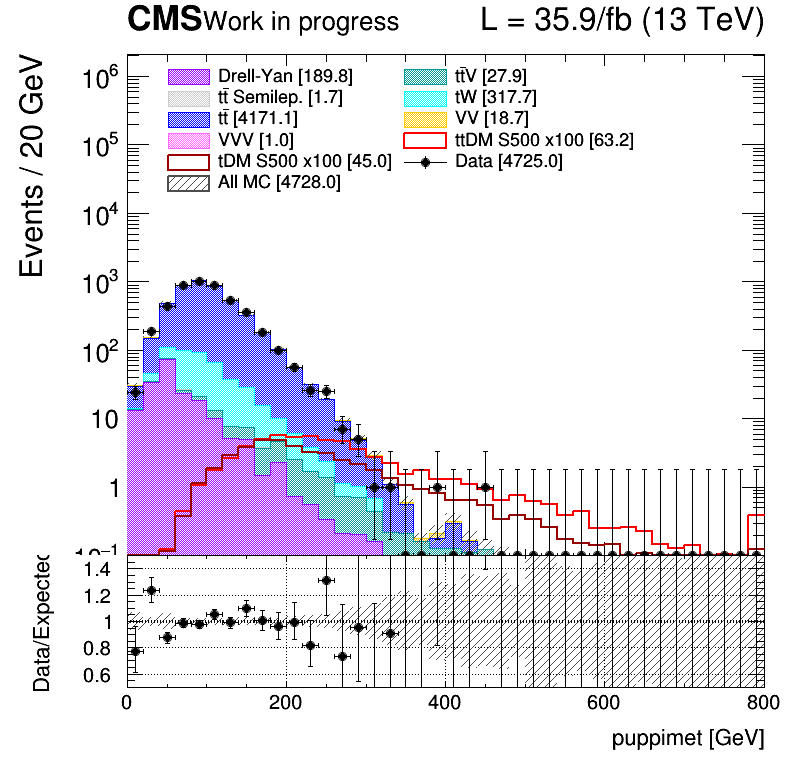 CMS Work in progress L = 35.9/fb (13 TeV)
Events / 20 GeV
10⁶
10⁵
10⁴
10³
10²
10
1
10⁻¹
Drell-Yan [189.8]
tt̄V [27.9]
tt̄ Semilep. [1.7]
tW [317.7]
tt̄ [4171.1]
VV [18.7]
VVV [1.0]
ttDM S500 x100 [63.2]
tDM S500 x100 [45.0]
Data [4725.0]
All MC [4728.0]
Data/Expected
1.4
1.2
1
0.8
0.6
0 200 400 600 800
puppimet [GeV]